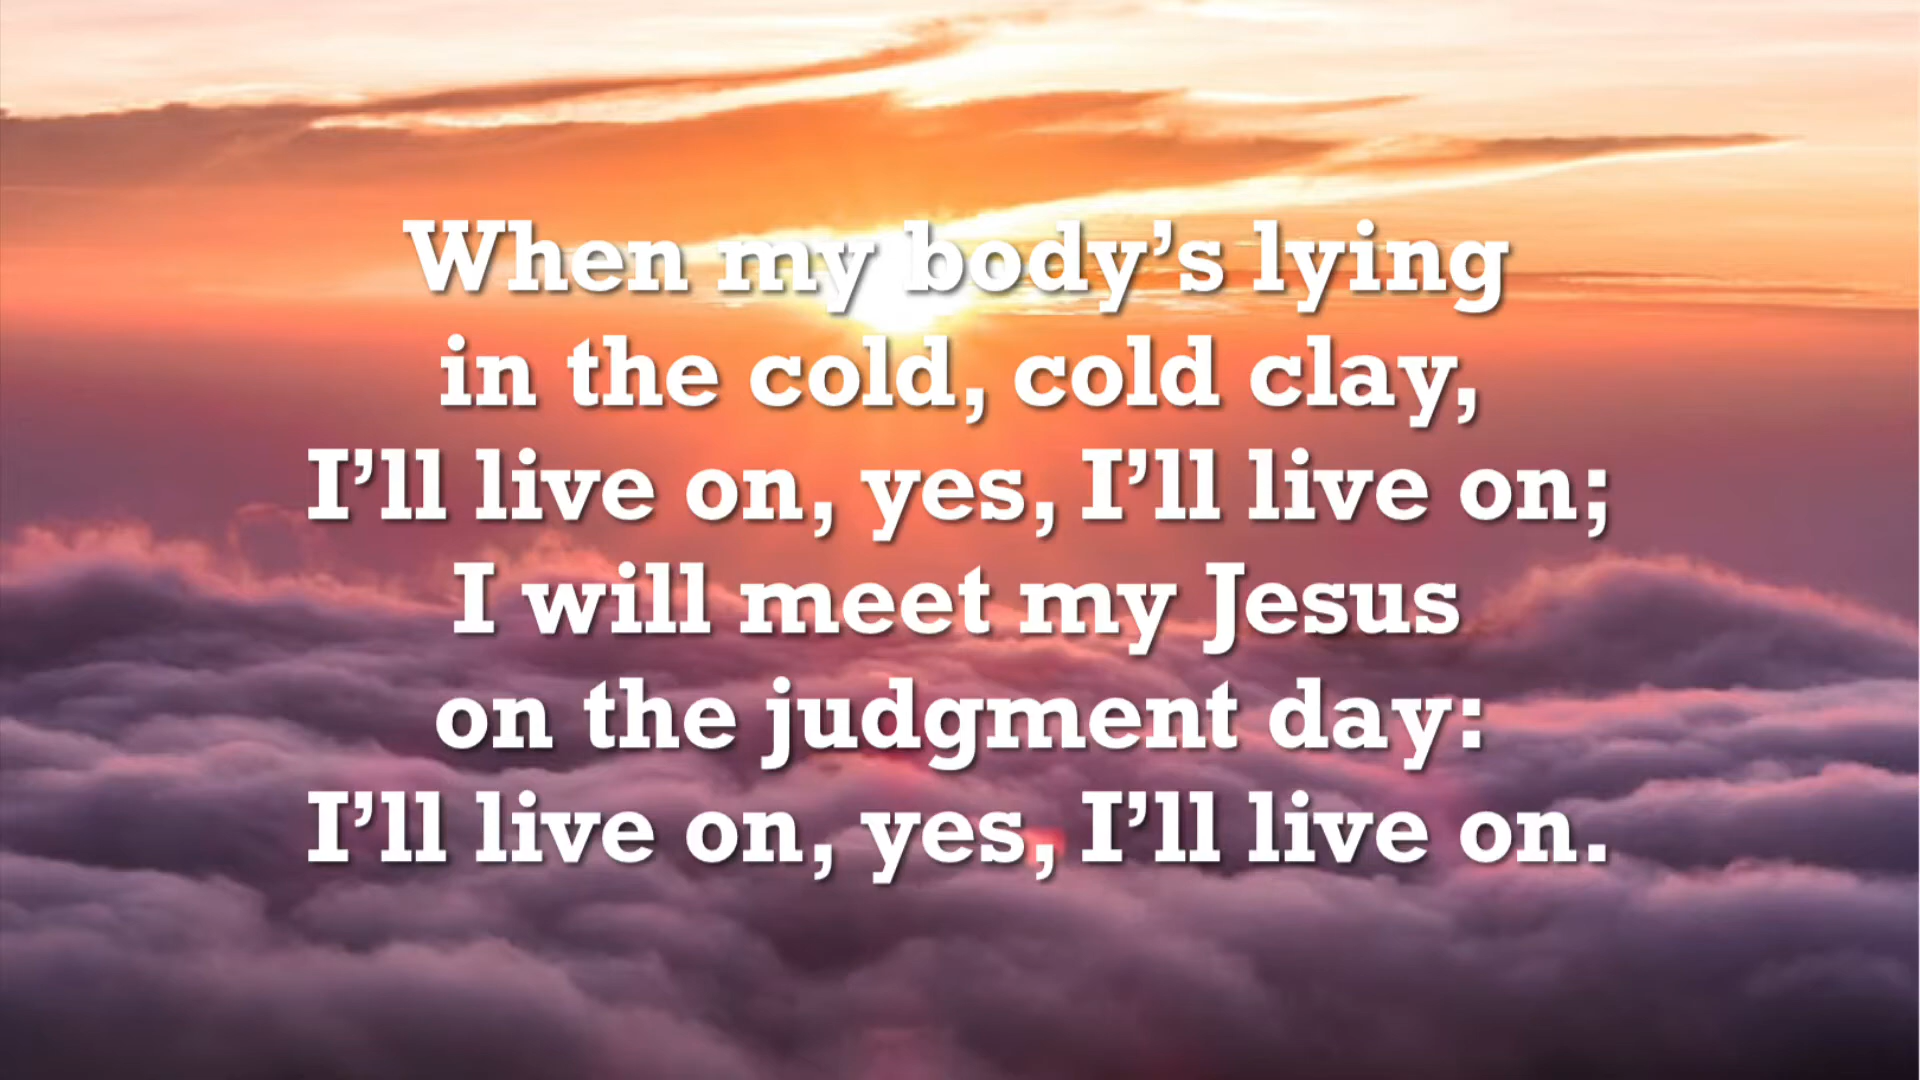 When my body’s lying
in the cold, cold clay,
I’ll live on, yes, I’ll live on;
I will meet my Jesus
on the judgment day:
I’ll live on, yes, I’ll live on.